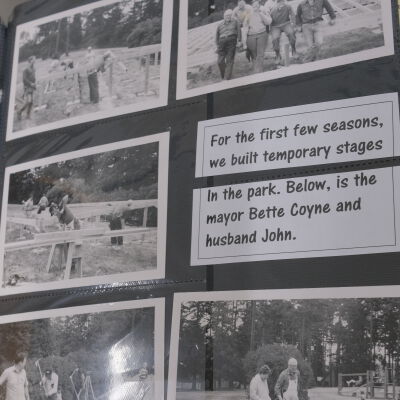 For the first few seasons,
we built temporary stages
In the park. Below, is the
mayor Bette Coyne and
husband John.